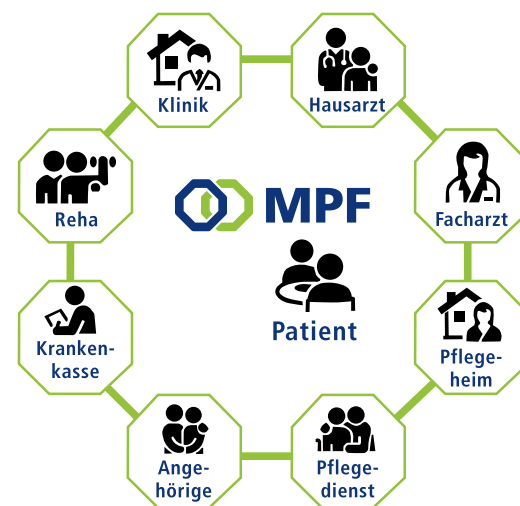 Klinik
Hausarzt
Reha
MPF
Facharzt
Patient
Kranken-
kasse
Pflege-
heim
Ange-
hörige
Pflege-
dienst